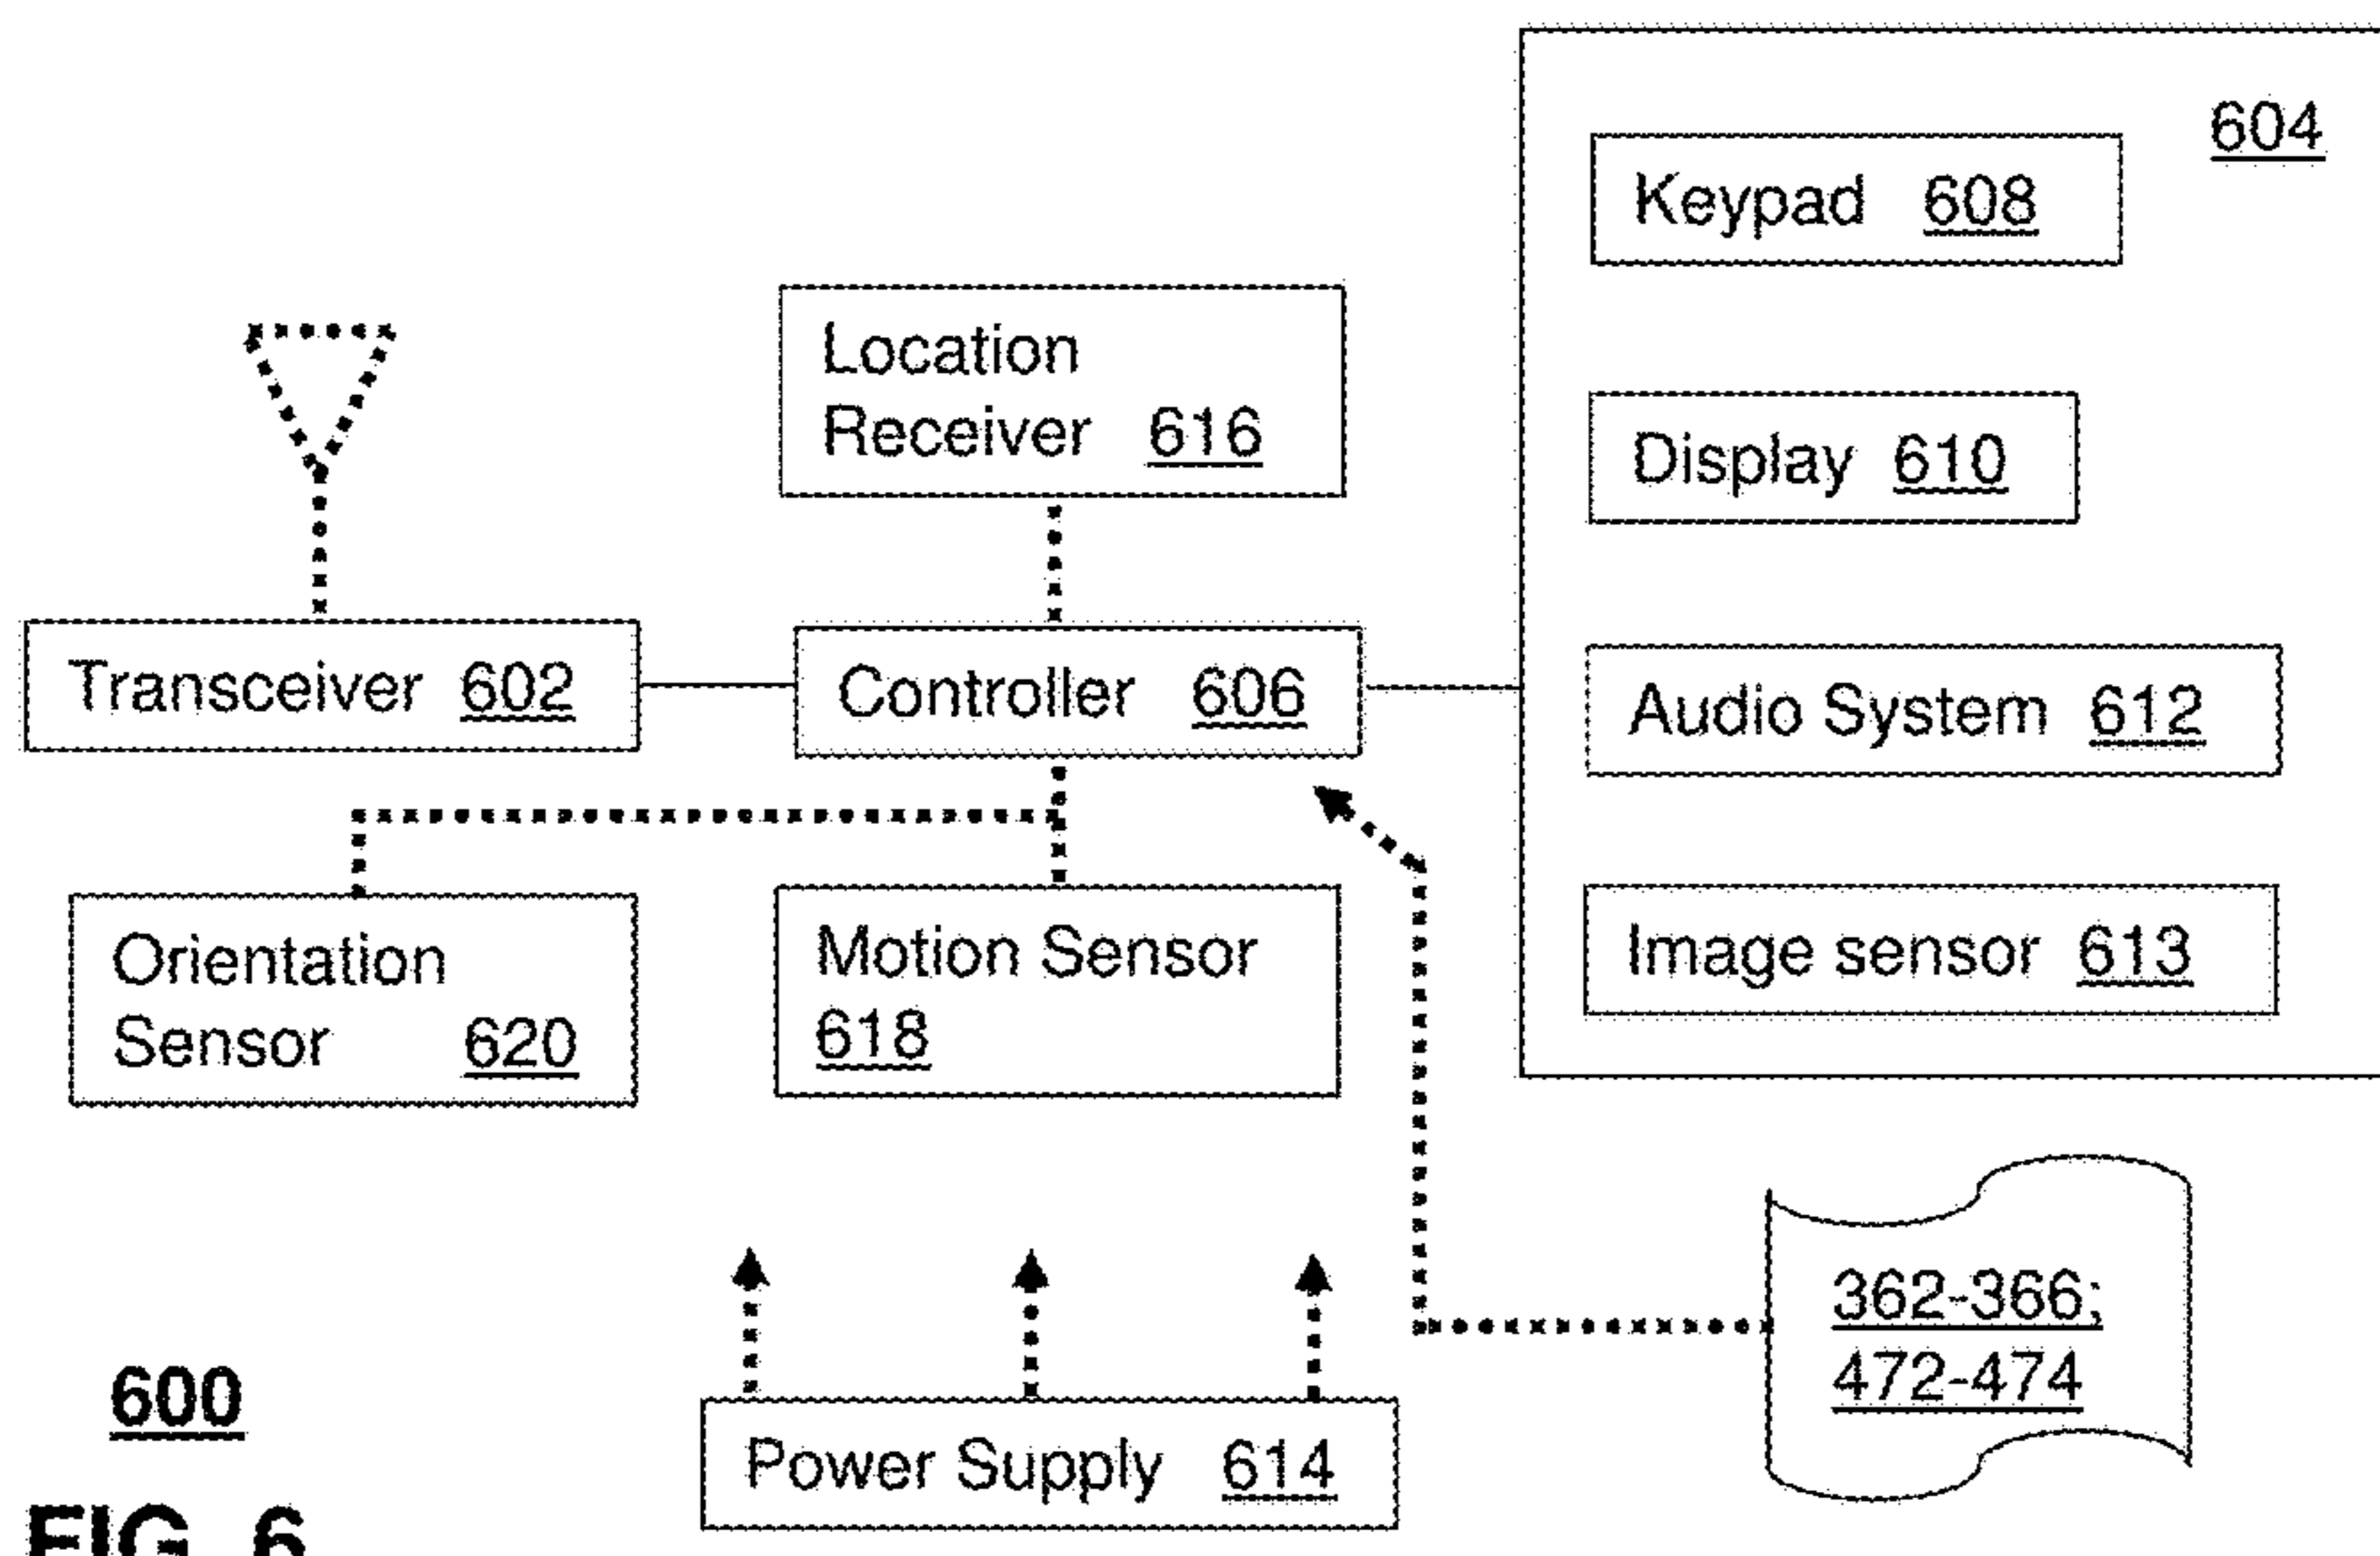 604
Keypad 608
Location
Receiver 616
Display 610
Transceiver 602
Controller 606
Audio System 612
Orientation
Sensor 620
Motion Sensor
618
Image sensor 613
362-366;
472-474
600
Power Supply 614
FIG. 6